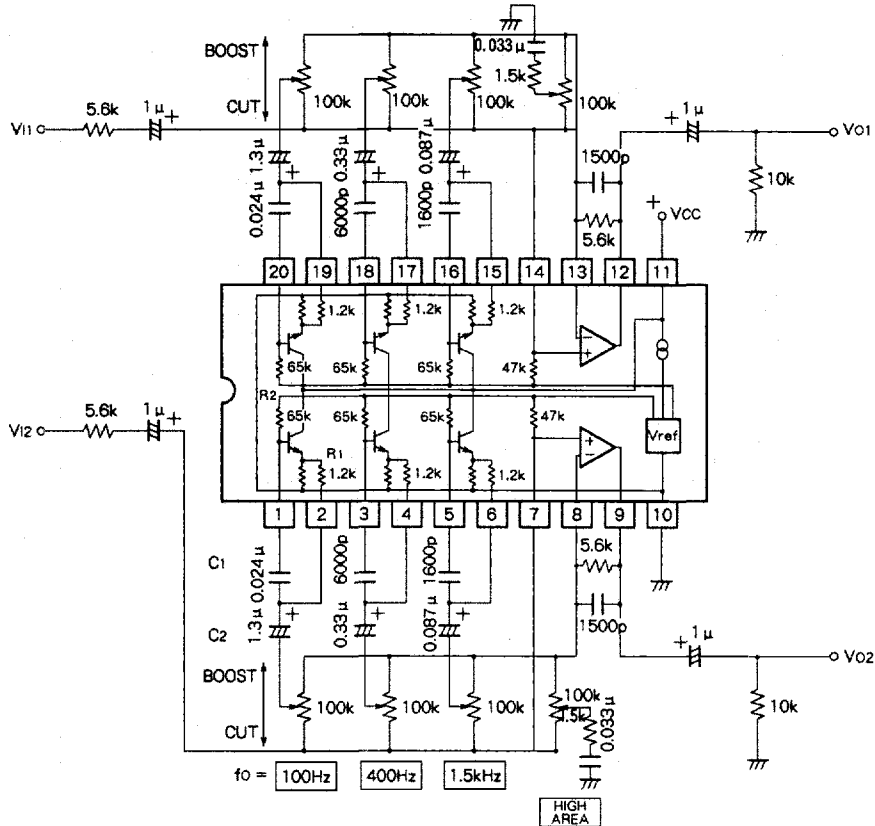 BOOST
CUT
0.033μ
1.5k
100k
100k
100k
100k
5.6k
1μ
+
VI1
1.3μ
+
0.33μ
+
0.087μ
+
0.024μ
6000p
1600p
1500p
5.6k
+
1μ
VO1
10k
+
VCC
20
19
18
17
16
15
14
13
12
11
1.2k
1.2k
1.2k
65k
65k
65k
47k
-
+
R2
65k
65k
65k
47k
Vref
R1
1.2k
1.2k
1.2k
+
-
VI2
5.6k
1μ
+
1
2
3
4
5
6
7
8
9
10
C1
0.024μ
6000p
1600p
5.6k
C2
1.3μ
+
0.33μ
+
0.087μ
+
1500p
+
1μ
VO2
10k
BOOST
CUT
100k
100k
100k
100k
1.5k
0.033μ
fO =
100Hz
400Hz
1.5kHz
HIGH
AREA